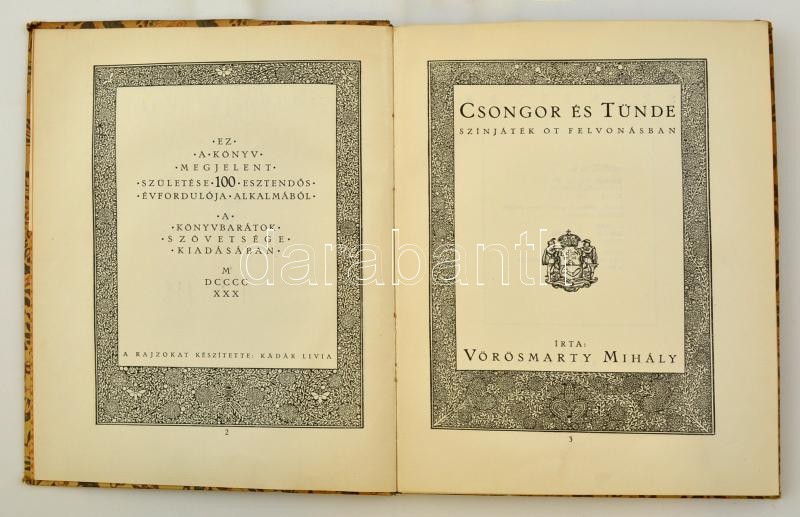 ·EZ·
·A·KÖNYV·
·MEGJELENT·
·SZÜLETÉSE·100·ESZTENDŐS·
·ÉVFORDULÓJA·ALKALMÁBÓL·
·A·
·KÖNYVBARÁTOK·
·SZÖVETSÉGE·
·KIADÁSÁBAN·
M
DCCCC
XXX
A RAJZOKAT KÉSZÍTETTE: KÁDÁR LIVIA
2
CSONGOR ÉS TÜNDE
SZÍNJÁTÉK ÖT FELVONÁSBAN
ÍRTA:
VÖRÖSMARTY MIHÁLY
3
darabanth